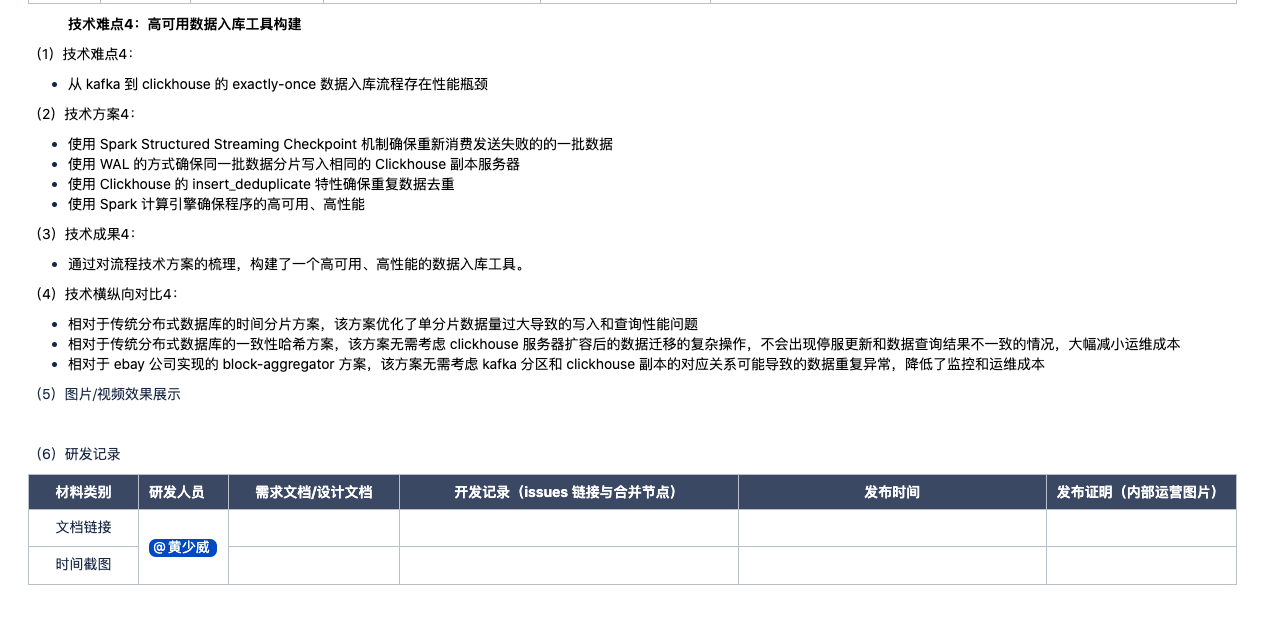 技术难点4：高可用数据入库工具构建
（1）技术难点4：
从 kafka 到 clickhouse 的 exactly-once 数据入库流程存在性能瓶颈
（2）技术方案4：
使用 Spark Structured Streaming Checkpoint 机制确保重新消费发送失败的的一批数据
使用 WAL 的方式确保同一批数据分片写入相同的 Clickhouse 副本服务器
使用 Clickhouse 的 insert_deduplicate 特性确保重复数据去重
使用 Spark 计算引擎确保程序的高可用、高性能
（3）技术成果4：
通过对流程技术方案的梳理，构建了一个高可用、高性能的数据入库工具。
（4）技术横纵向对比4：
相对于传统分布式数据库的时间分片方案，该方案优化了单分片数据量过大导致的写入和查询性能问题
相对于传统分布式数据库的一致性哈希方案，该方案无需考虑 clickhouse 服务器扩容后的数据迁移的复杂操作，不会出现停服更新和数据查询结果不一致的情况，大幅减小运维成本
相对于 ebay 公司实现的 block-aggregator 方案，该方案无需考虑 kafka 分区和 clickhouse 副本的对应关系可能导致的数据重复异常，降低了监控和运维成本
（5）图片/视频效果展示
（6）研发记录
材料类别 研发人员 需求文档/设计文档 开发记录（issues 链接与合并节点） 发布时间 发布证明（内部运营图片）
文档链接
@黄少威
时间截图